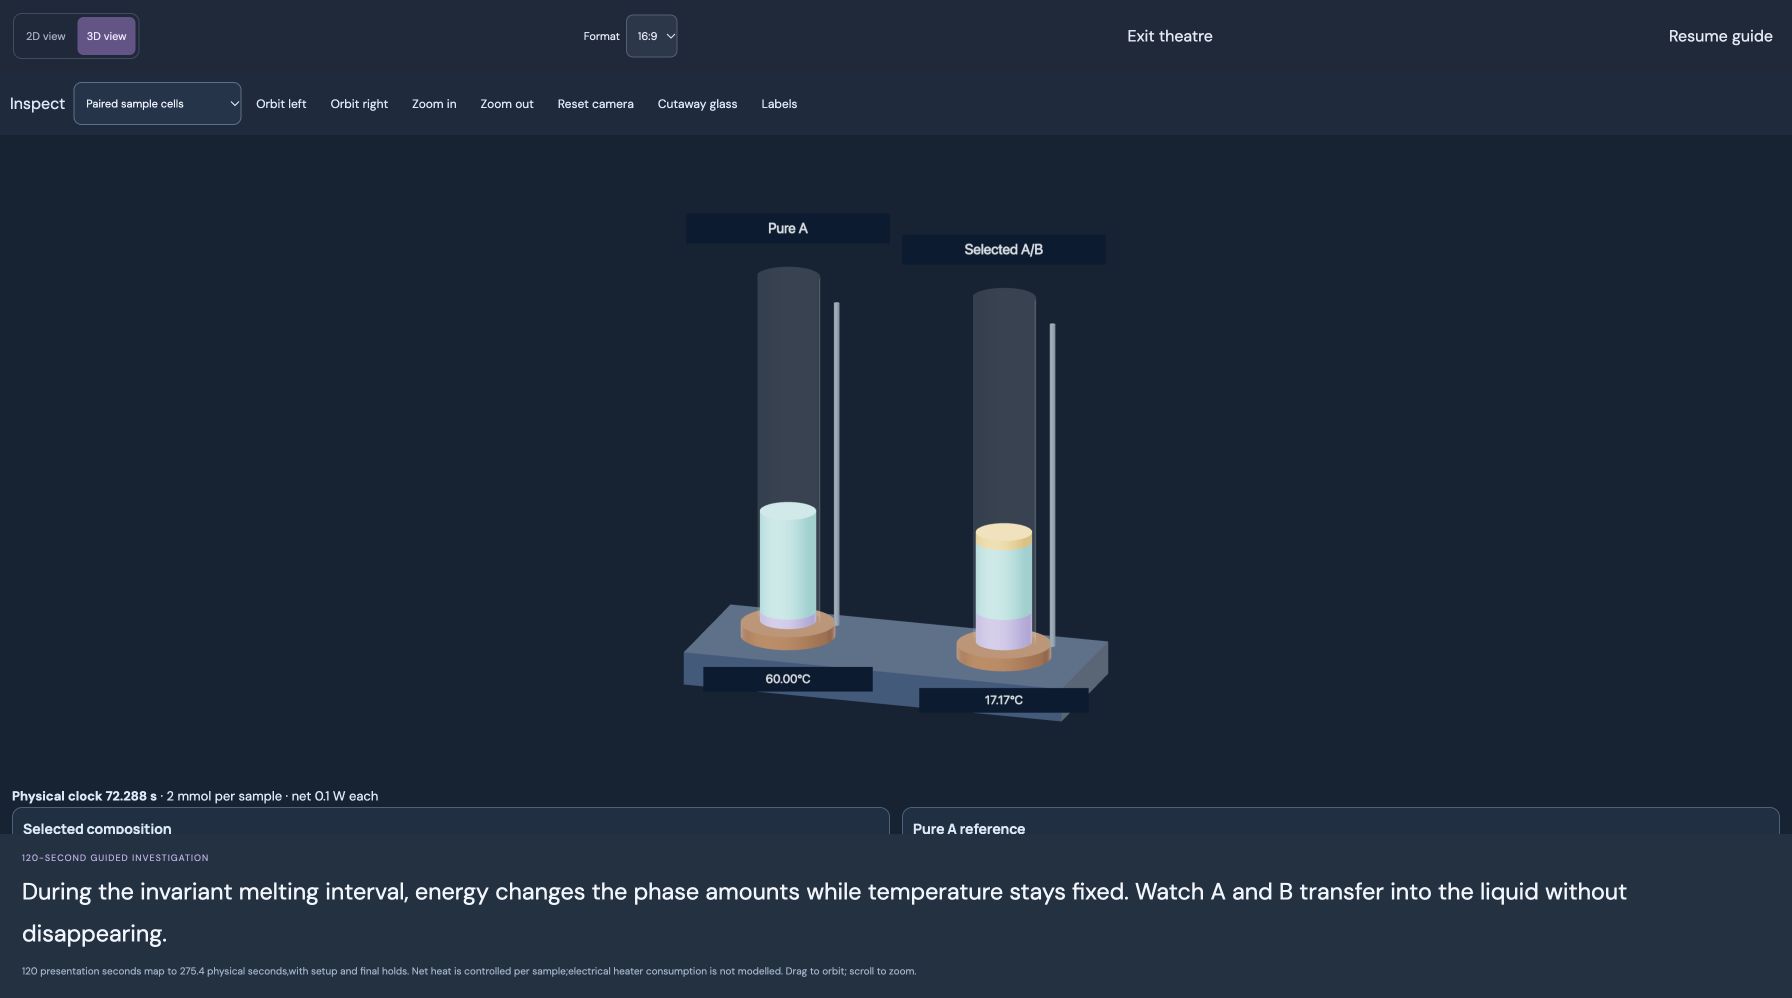 2D view 3D view Format 16:9 Exit theatre Resume guide
Inspect Paired sample cells Orbit left Orbit right Zoom in Zoom out Reset camera Cutaway glass Labels
Pure A
Selected A/B
60.00°C
17.17°C
Physical clock 72.288 s · 2 mmol per sample · net 0.1 W each
Selected composition Pure A reference
120-SECOND GUIDED INVESTIGATION
During the invariant melting interval, energy changes the phase amounts while temperature stays fixed. Watch A and B transfer into the liquid without
disappearing.
120 presentation seconds map to 275.4 physical seconds,with setup and final holds. Net heat is controlled per sample;electrical heater consumption is not modelled. Drag to orbit; scroll to zoom.